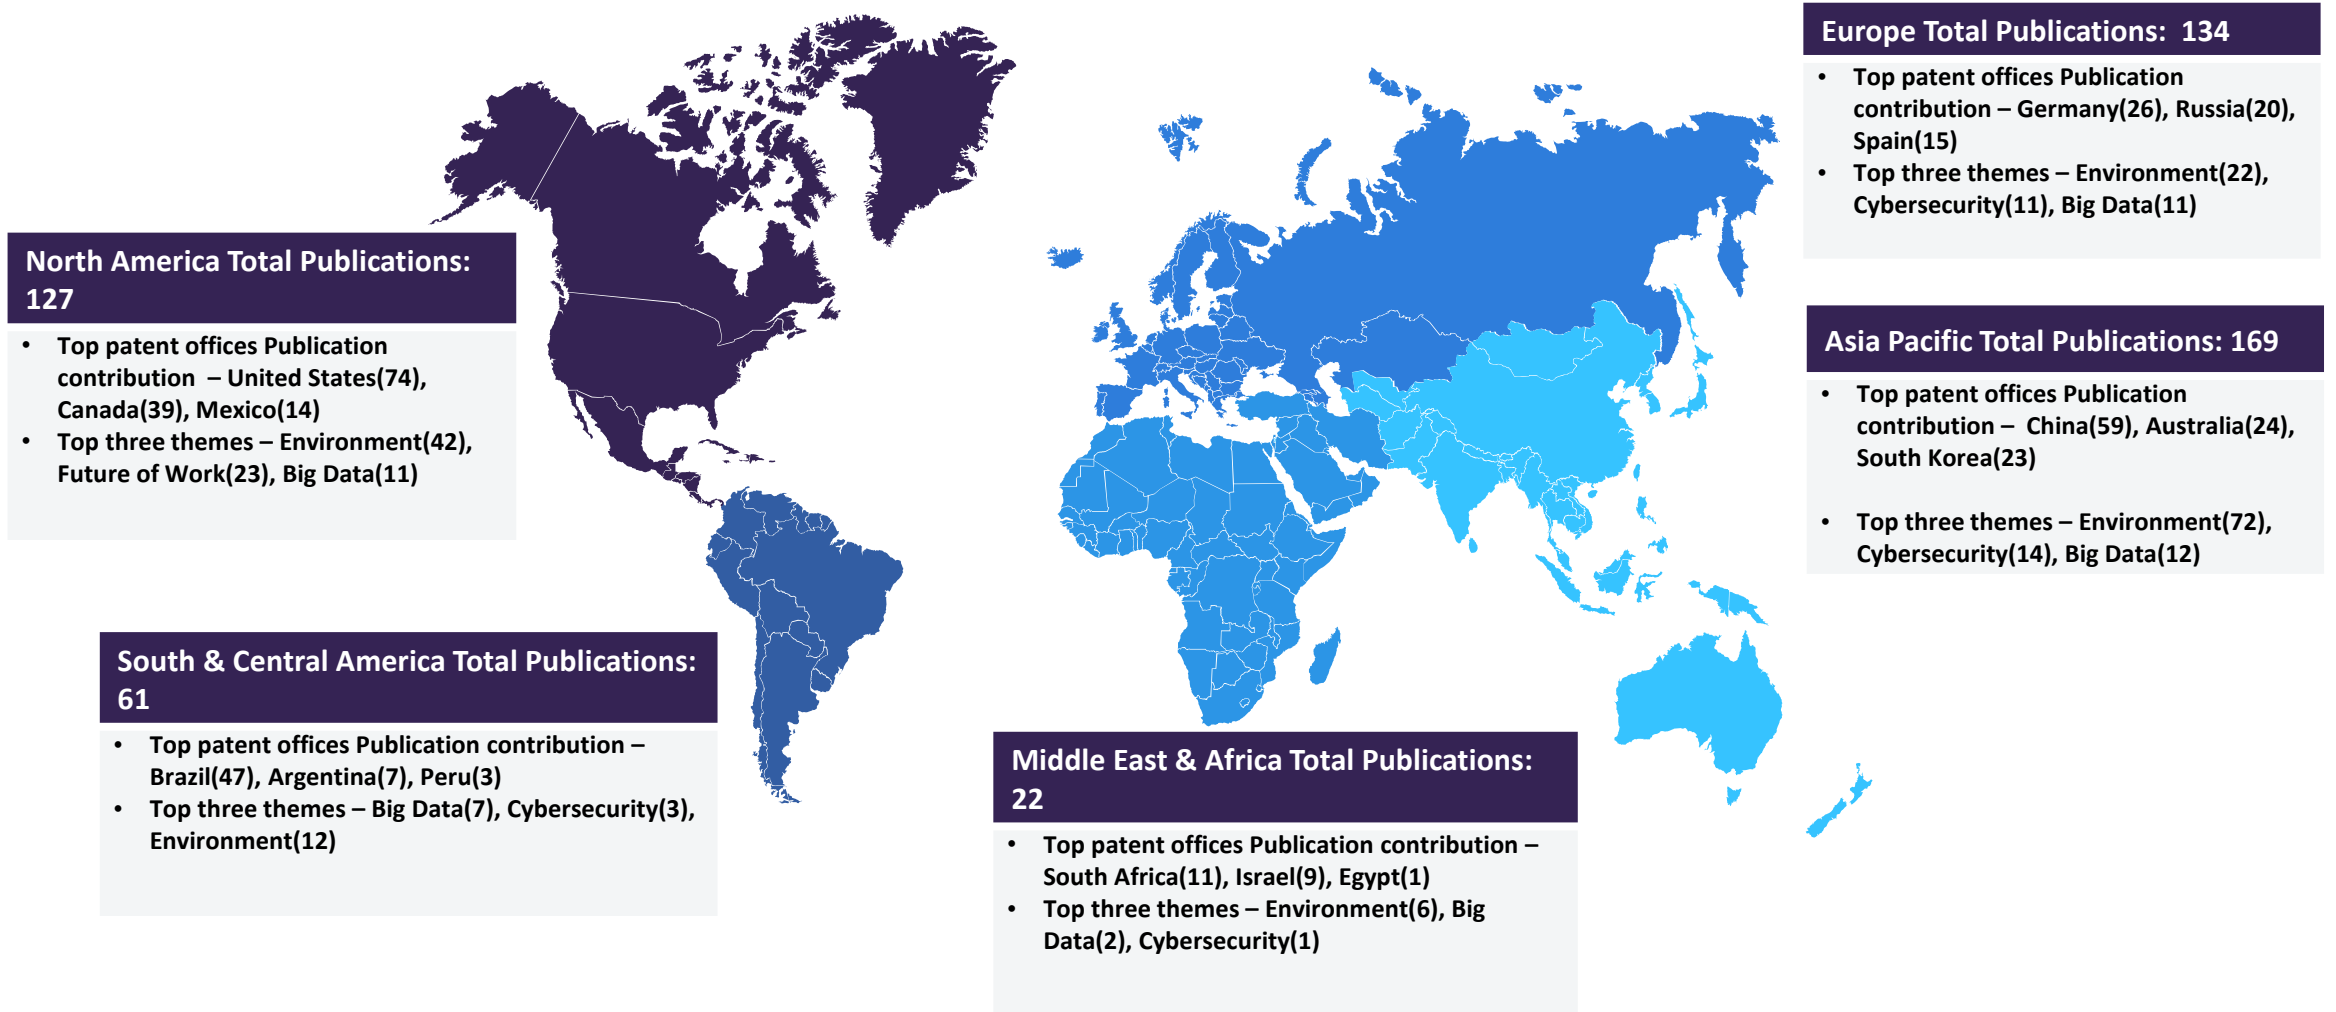 North America Total Publications:
127
• Top patent offices Publication
contribution – United States(74),
Canada(39), Mexico(14)
• Top three themes – Environment(42),
Future of Work(23), Big Data(11)
South & Central America Total Publications:
61
• Top patent offices Publication contribution –
Brazil(47), Argentina(7), Peru(3)
• Top three themes – Big Data(7), Cybersecurity(3),
Environment(12)
Middle East & Africa Total Publications:
22
• Top patent offices Publication contribution –
South Africa(11), Israel(9), Egypt(1)
• Top three themes – Environment(6), Big
Data(2), Cybersecurity(1)
Europe Total Publications: 134
• Top patent offices Publication
contribution – Germany(26), Russia(20),
Spain(15)
• Top three themes – Environment(22),
Cybersecurity(11), Big Data(11)
Asia Pacific Total Publications: 169
• Top patent offices Publication
contribution – China(59), Australia(24),
South Korea(23)
• Top three themes – Environment(72),
Cybersecurity(14), Big Data(12)